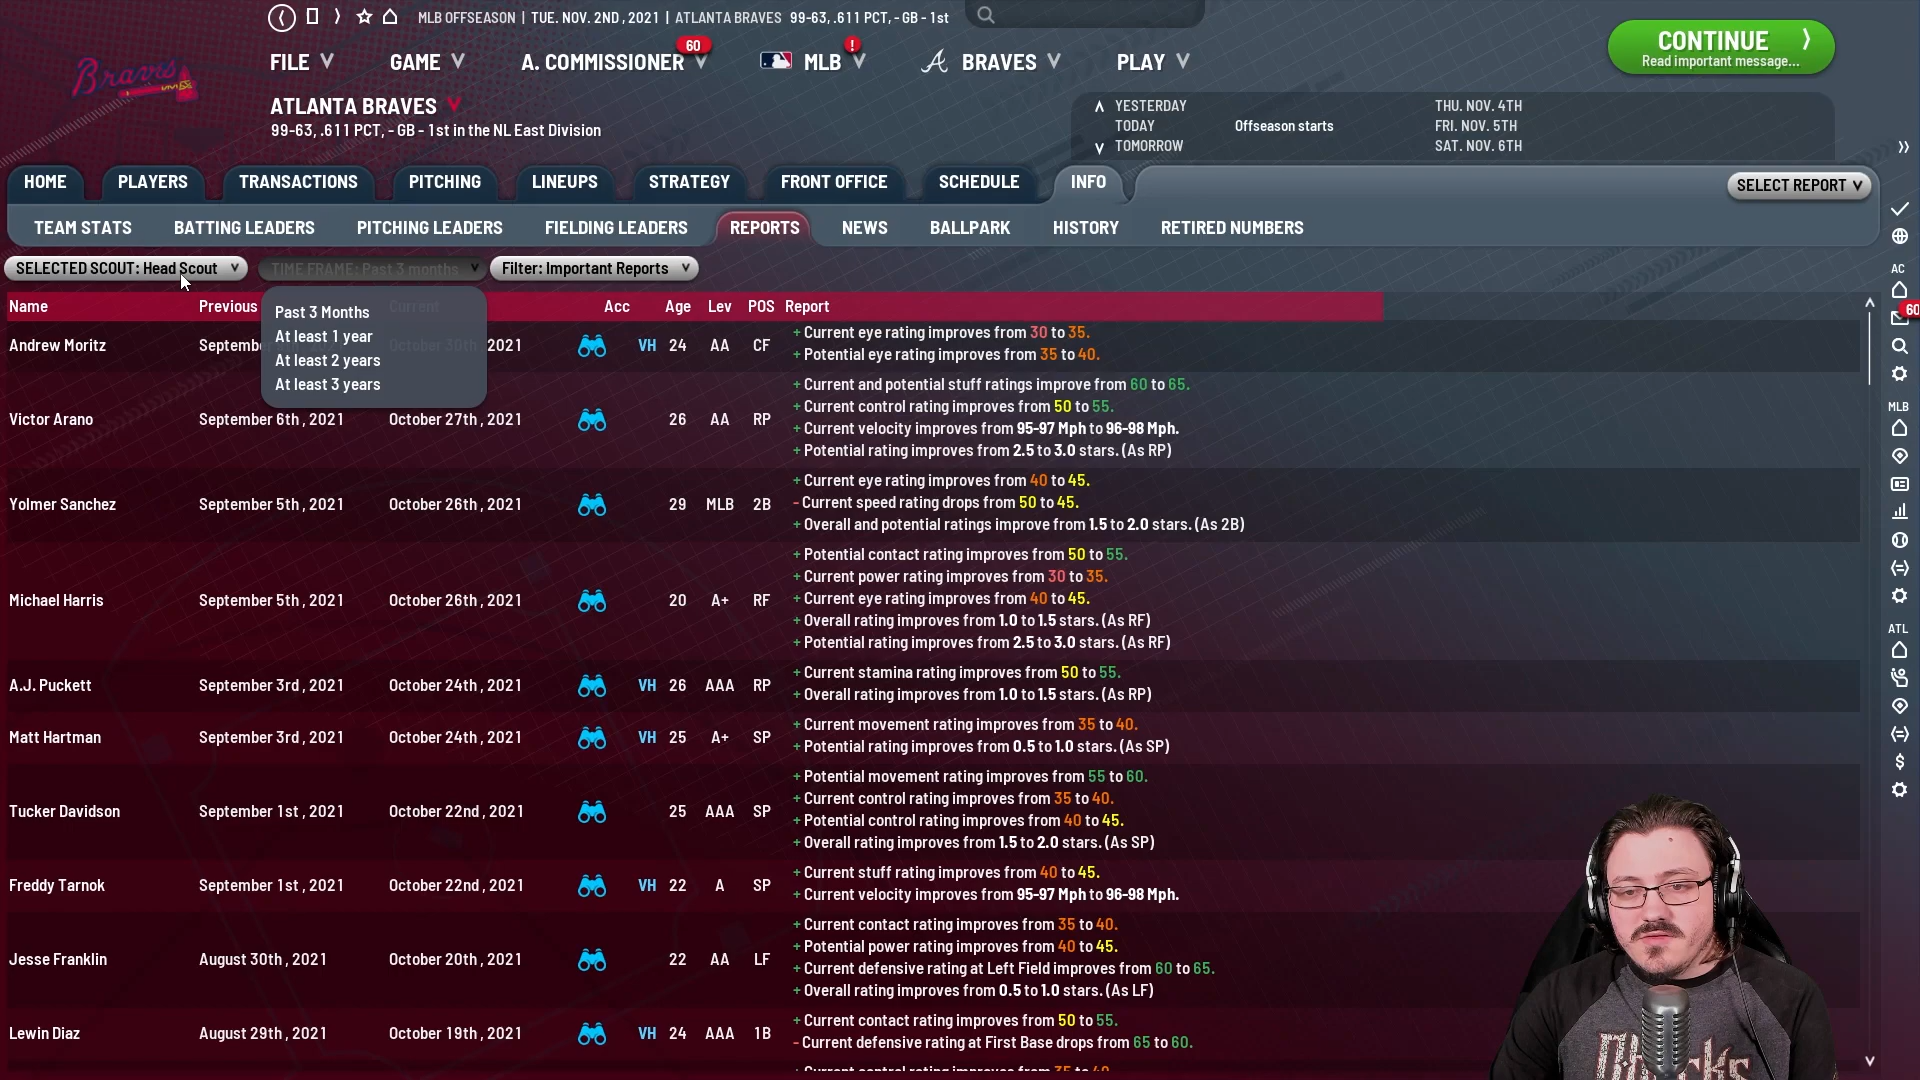 MLB OFFSEASON | TUE. NOV. 2ND , 2021 | ATLANTA BRAVES 99-63, .611 PCT, - GB - 1st
Braves
FILE GAME A. COMMISSIONER 60 MLB ! BRAVES PLAY
CONTINUE
Read important message...
ATLANTA BRAVES
99-63, .611 PCT, - GB - 1st in the NL East Division
YESTERDAY THU. NOV. 4TH
TODAY Offseason starts FRI. NOV. 5TH
TOMORROW SAT. NOV. 6TH
HOME PLAYERS TRANSACTIONS PITCHING LINEUPS STRATEGY FRONT OFFICE SCHEDULE INFO
SELECT REPORT
TEAM STATS BATTING LEADERS PITCHING LEADERS FIELDING LEADERS REPORTS NEWS BALLPARK HISTORY RETIRED NUMBERS
SELECTED SCOUT: Head Scout TIME FRAME: Past 3 months Filter: Important Reports
Name Previous Current Acc Age Lev POS Report
Past 3 Months
At least 1 year
At least 2 years
At least 3 years
Andrew Moritz Septembe October 30th 2021 VH 24 AA CF
+ Current eye rating improves from 30 to 35.
+ Potential eye rating improves from 35 to 40.
Victor Arano September 6th , 2021 October 27th , 2021 26 AA RP
+ Current and potential stuff ratings improve from 60 to 65.
+ Current control rating improves from 50 to 55.
+ Current velocity improves from 95-97 Mph to 96-98 Mph.
+ Potential rating improves from 2.5 to 3.0 stars. (As RP)
Yolmer Sanchez September 5th , 2021 October 26th , 2021 29 MLB 2B
+ Current eye rating improves from 40 to 45.
- Current speed rating drops from 50 to 45.
+ Overall and potential ratings improve from 1.5 to 2.0 stars. (As 2B)
Michael Harris September 5th , 2021 October 26th , 2021 20 A+ RF
+ Potential contact rating improves from 50 to 55.
+ Current power rating improves from 30 to 35.
+ Current eye rating improves from 40 to 45.
+ Overall rating improves from 1.0 to 1.5 stars. (As RF)
+ Potential rating improves from 2.5 to 3.0 stars. (As RF)
A.J. Puckett September 3rd , 2021 October 24th , 2021 VH 26 AAA RP
+ Current stamina rating improves from 50 to 55.
+ Overall rating improves from 1.0 to 1.5 stars. (As RP)
Matt Hartman September 3rd , 2021 October 24th , 2021 VH 25 A+ SP
+ Current movement rating improves from 35 to 40.
+ Potential rating improves from 0.5 to 1.0 stars. (As SP)
Tucker Davidson September 1st , 2021 October 22nd , 2021 25 AAA SP
+ Potential movement rating improves from 55 to 60.
+ Current control rating improves from 35 to 40.
+ Potential control rating improves from 40 to 45.
+ Overall rating improves from 1.5 to 2.0 stars. (As SP)
Freddy Tarnok September 1st , 2021 October 22nd , 2021 VH 22 A SP
+ Current stuff rating improves from 40 to 45.
+ Current velocity improves from 95-97 Mph to 96-98 Mph.
Jesse Franklin August 30th , 2021 October 20th , 2021 22 AA LF
+ Current contact rating improves from 35 to 40.
+ Potential power rating improves from 40 to 45.
+ Current defensive rating at Left Field improves from 60 to 65.
+ Overall rating improves from 0.5 to 1.0 stars. (As LF)
Lewin Diaz August 29th , 2021 October 19th , 2021 VH 24 AAA 1B
+ Current contact rating improves from 50 to 55.
- Current defensive rating at First Base drops from 65 to 60.
+ Current control rating improves from 35 to 40.
AC
60
MLB
ATL